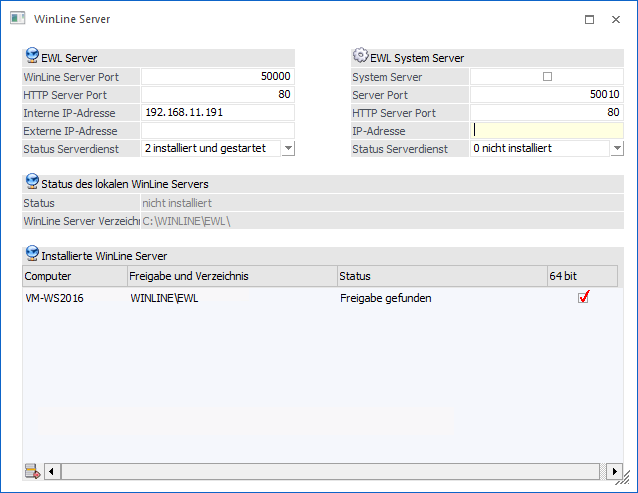 WinLine Server
EWL Server
WinLine Server Port 50000
HTTP Server Port 80
Interne IP-Adresse 192.168.11.191
Externe IP-Adresse
Status Serverdienst 2 installiert und gestartet
EWL System Server
System Server
Server Port 50010
HTTP Server Port 80
IP-Adresse
Status Serverdienst 0 nicht installiert
Status des lokalen WinLine Servers
Status nicht installiert
WinLine Server Verzeichn C:\WINLINE\EWL\
Installierte WinLine Server
Computer Freigabe und Verzeichnis Status 64 bit
VM-WS2016 WINLINE\EWL Freigabe gefunden